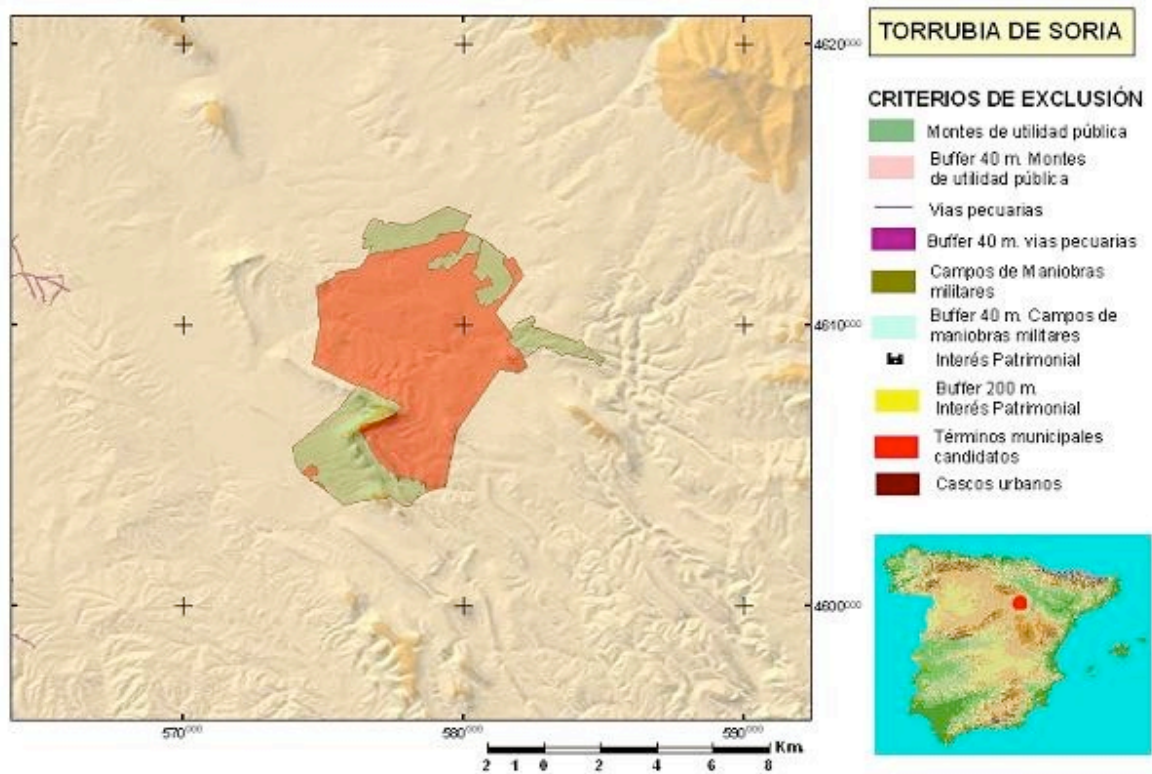 TORRUBIA DE SORIA
CRITERIOS DE EXCLUSIÓN
Montes de utilidad pública
Buffer 40 m. Montes
de utilidad pública
Vias pecuarias
Buffer 40 m. vias pecuarias
Campos de Maniobras
militares
Buffer 40 m. Campos de
maniobras militares
Interés Patrimonial
Buffer 200 m.
Interés Patrimonial
Términos municipales
candidatos
Cascos urbanos
4620000
4610000
4600000
570000 580000 590000
2 1 0 2 4 6 8 Km.